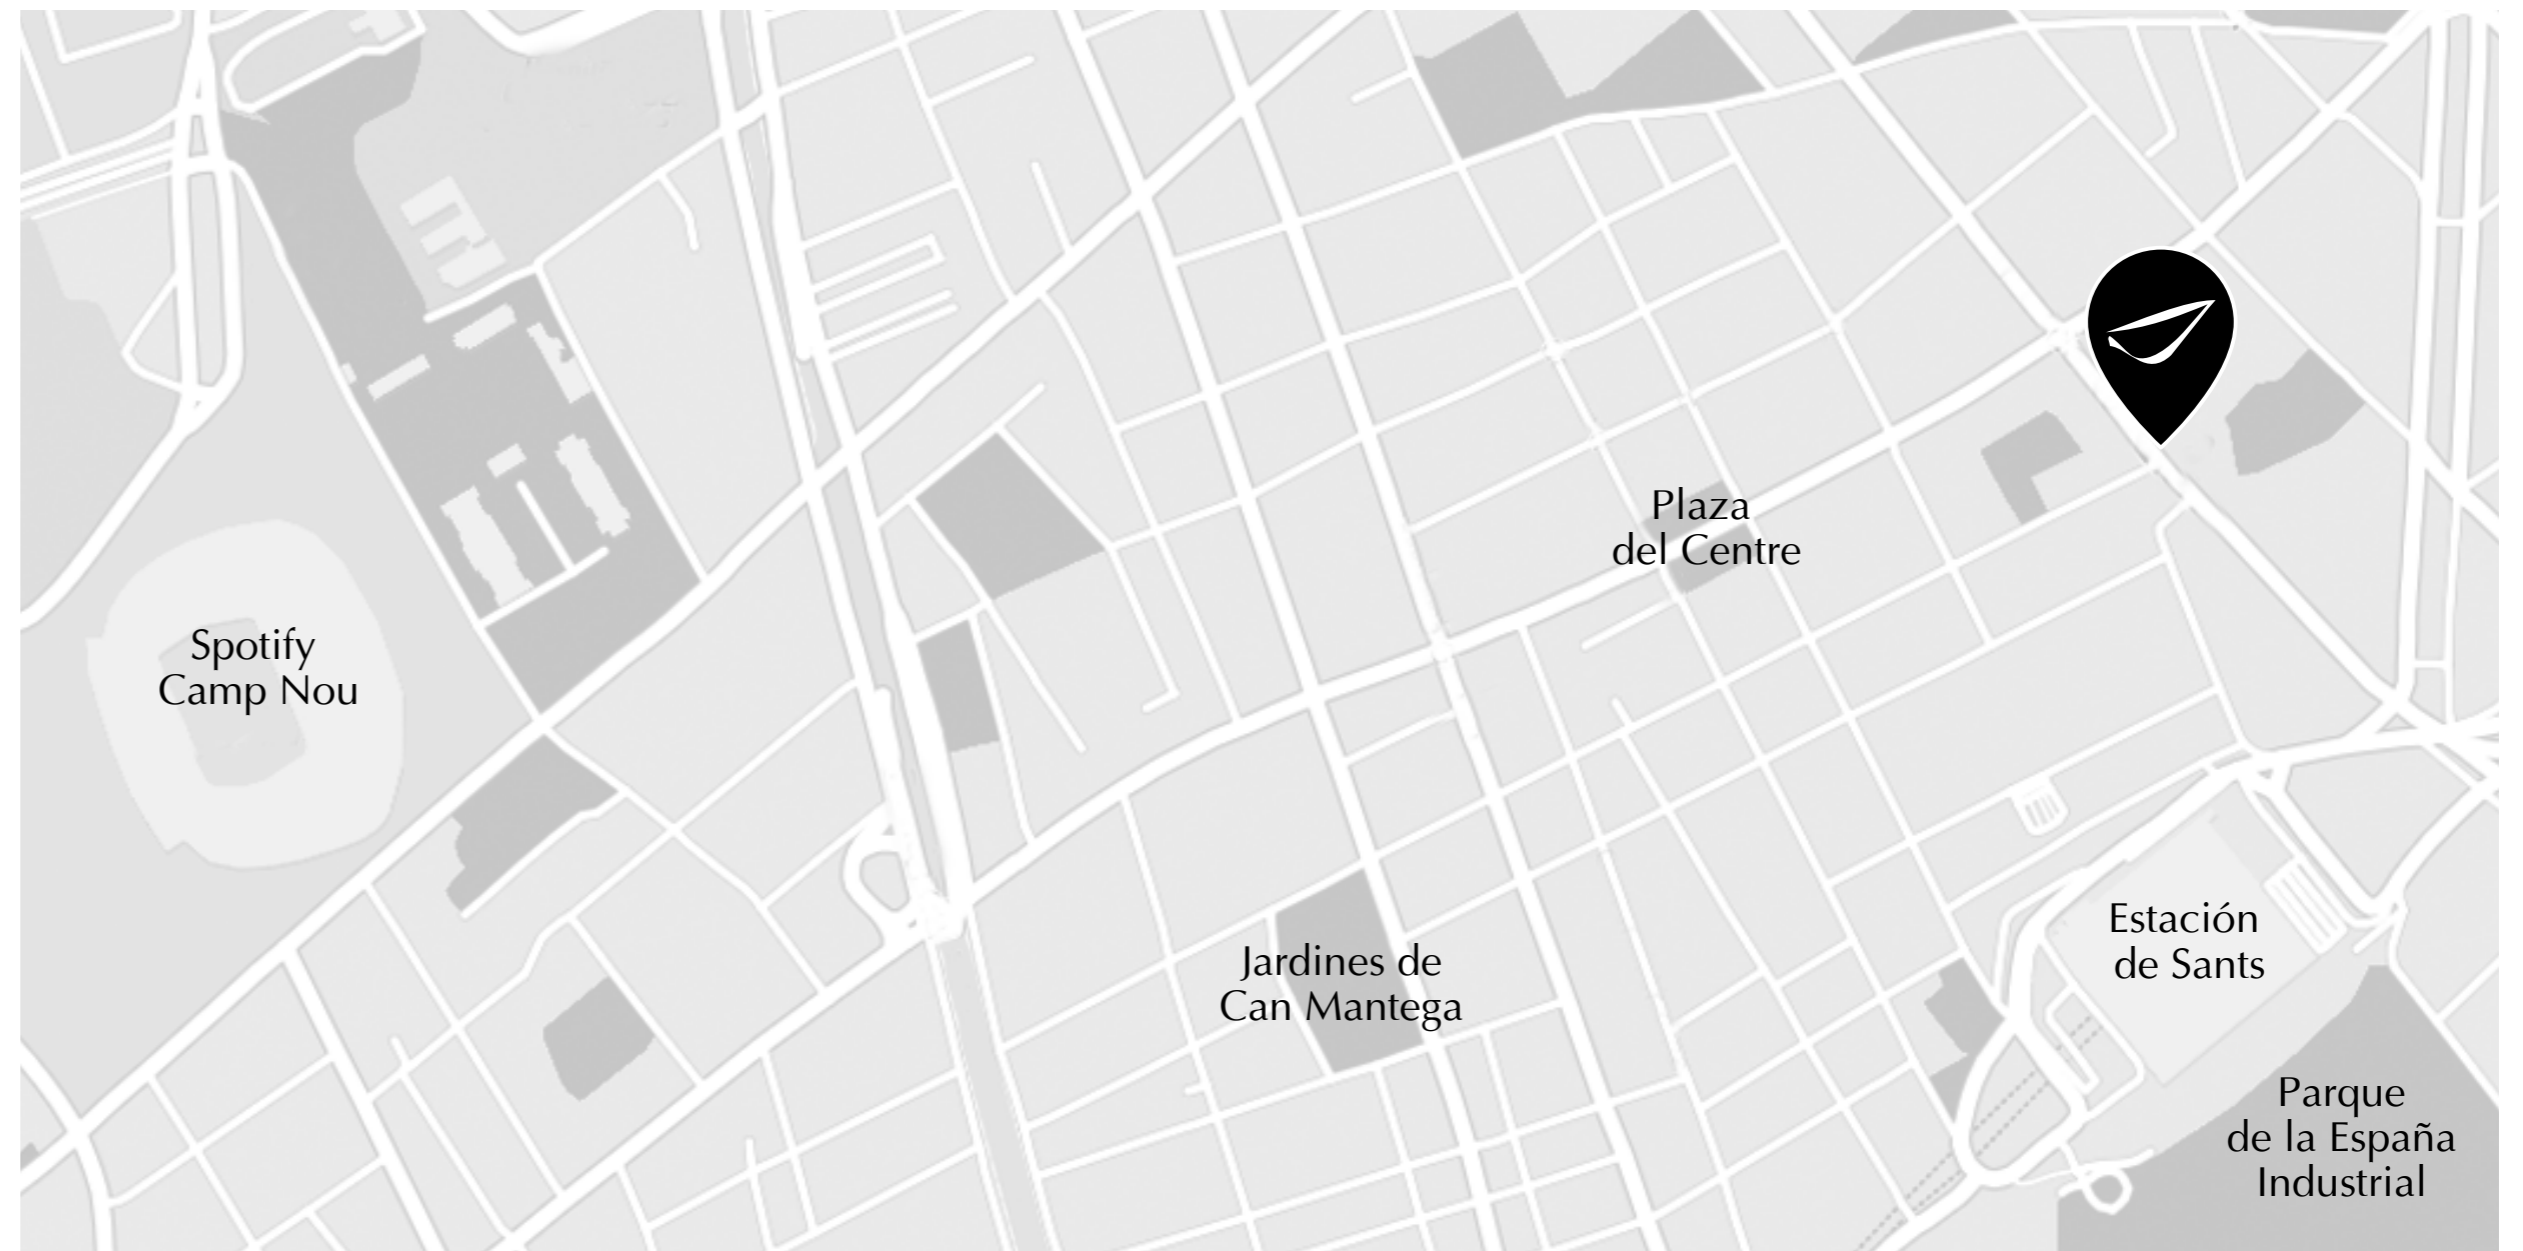 Plaza
del Centre
Spotify
Camp Nou
Estación
de Sants
Jardines de
Can Mantega
Parque
de la España
Industrial